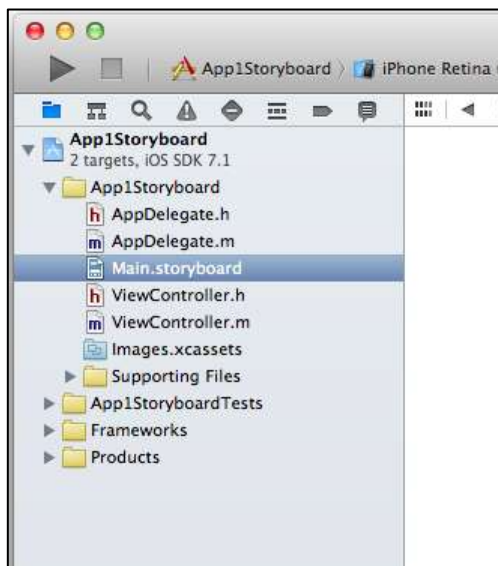 App1Storyboard 〉 iPhone Retina
App1Storyboard
2 targets, iOS SDK 7.1
App1Storyboard
h AppDelegate.h
m AppDelegate.m
Main.storyboard
h ViewController.h
m ViewController.m
Images.xcassets
Supporting Files
App1StoryboardTests
Frameworks
Products